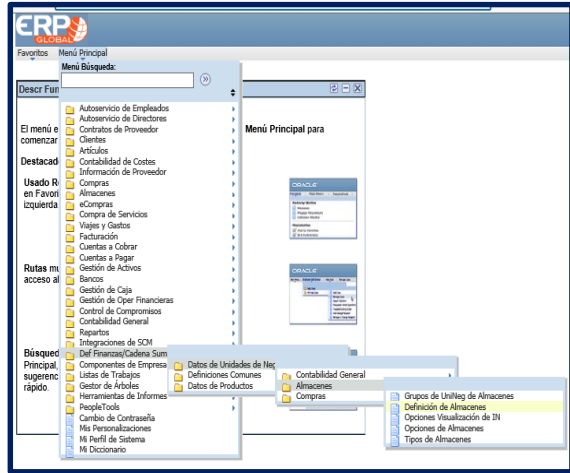 ERP
GLOBAL
Favoritos Menú Principal
Menú Búsqueda:
Descr Fun
Autoservicio de Empleados
Autoservicio de Directores
El menú e
Contratos de Proveedor
Menú Principal para
comenzar
Clientes
Artículos
Destacad
Contabilidad de Costes
Información de Proveedor
Usado R
Compras
en Favori
Almacenes
izquierda
eCompras
Compra de Servicios
Viajes y Gastos
Facturación
Cuentas a Cobrar
Cuentas a Pagar
Rutas mu
Gestión de Activos
acceso al
Bancos
Gestión de Caja
Gestión de Oper Financieras
Control de Compromisos
Contabilidad General
Repartos
Integraciones de SCM
Búsqued
Def Finanzas/Cadena Sum
Principal,
Componentes de Empresa
Datos de Unidades de Neg
sugerenc
Listas de Trabajos
Definiciones Comunes
Contabilidad General
rápido.
Gestor de Árboles
Datos de Productos
Almacenes
Herramientas de Informes
Compras
Grupos de UniNeg de Almacenes
PeopleTools
Definición de Almacenes
Cambio de Contraseña
Opciones Visualización de IN
Mis Personalizaciones
Opciones de Almacenes
Mi Perfil de Sistema
Tipos de Almacenes
Mi Diccionario
ORACLE
ORACLE